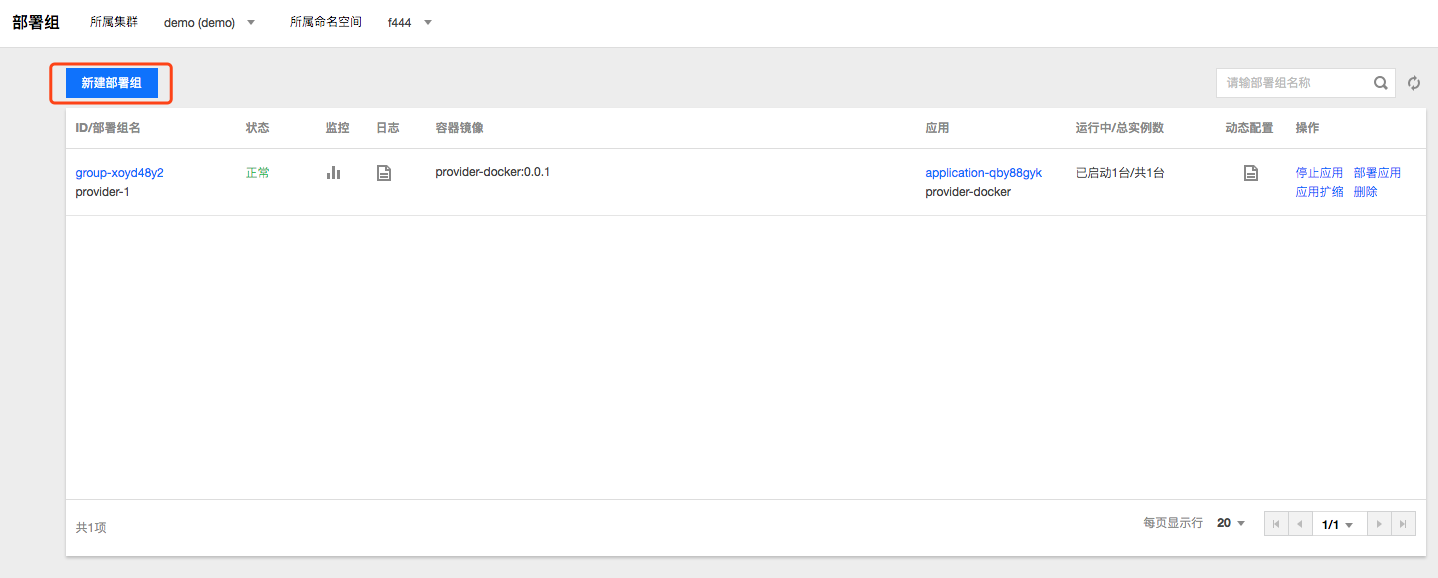 部署组 所属集群 demo (demo) 所属命名空间 f444
新建部署组 请输部署组名称
ID/部署组名 状态 监控 日志 容器镜像 应用 运行中/总实例数 动态配置 操作
group-xoyd48y2 正常 provider-docker:0.0.1 application-qby88gyk 已启动1台/共1台 停止应用 部署应用
provider-1 provider-docker 应用扩缩 删除
共1项 每页显示行 20 1/1